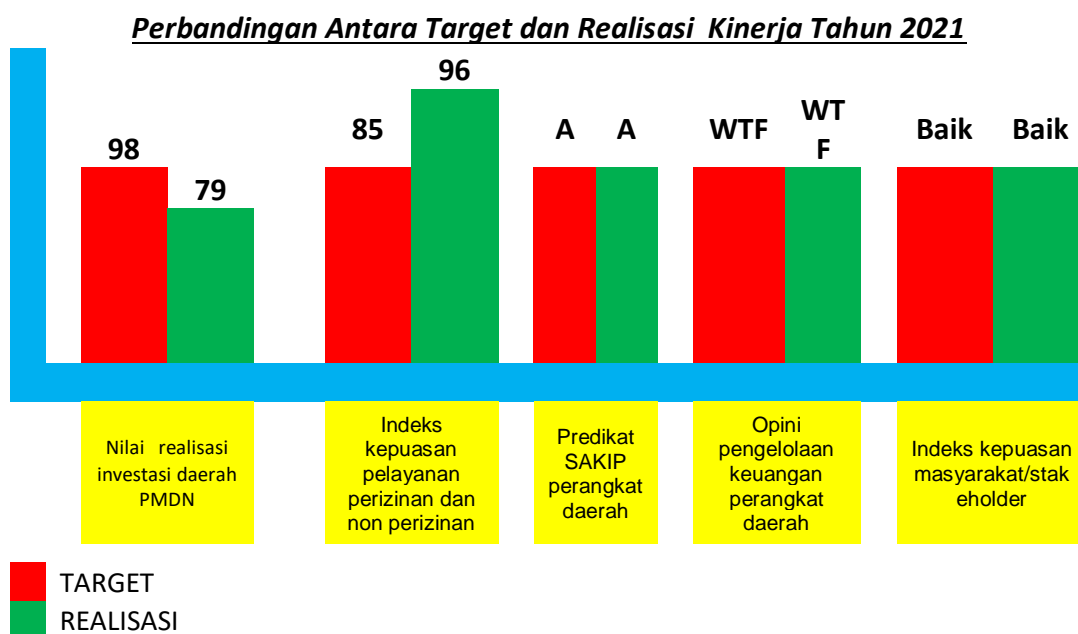 Perbandingan Antara Target dan Realisasi Kinerja Tahun 2021
98
79
85
96
A
A
WTF
WT
F
Baik
Baik
Nilai realisasi
investasi daerah
PMDN
Indeks
kepuasan
pelayanan
perizinan dan
non perizinan
Predikat
SAKIP
perangkat
daerah
Opini
pengelolaan
keuangan
perangkat
daerah
Indeks kepuasan
masyarakat/stak
eholder
TARGET
REALISASI